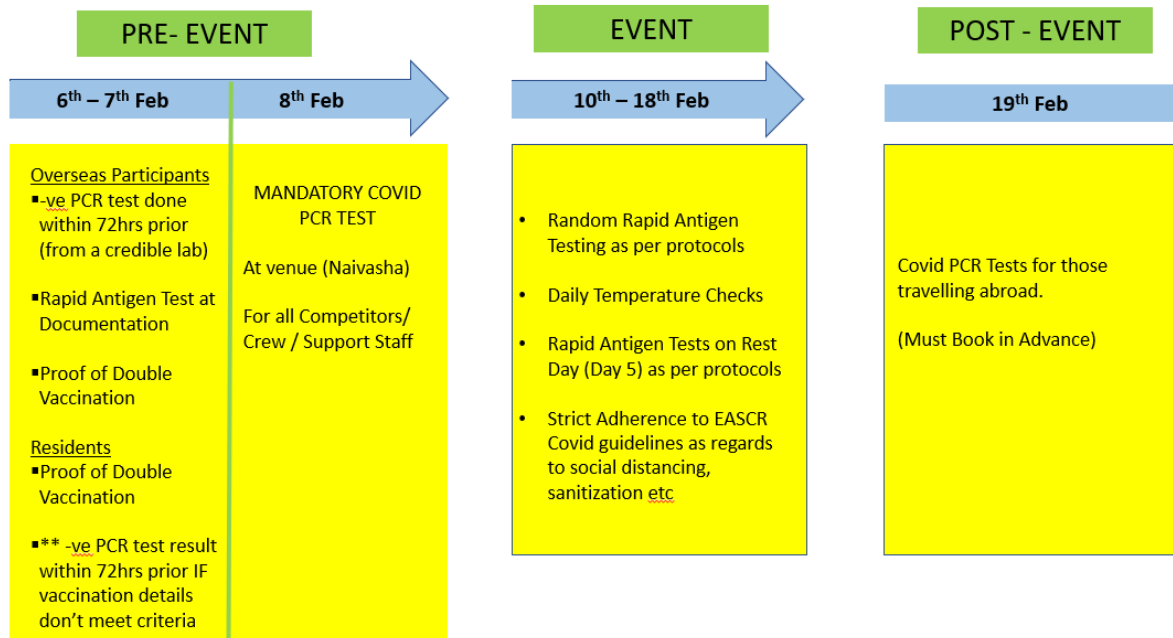 PRE- EVENT
6th – 7th Feb
8th Feb
Overseas Participants
▪-ve PCR test done
within 72hrs prior
(from a credible lab)
▪Rapid Antigen Test at
Documentation
▪Proof of Double
Vaccination
Residents
▪Proof of Double
Vaccination
▪** -ve PCR test result
within 72hrs prior IF
vaccination details
don’t meet criteria
MANDATORY COVID
PCR TEST
At venue (Naivasha)
For all Competitors/
Crew / Support Staff
EVENT
10th – 18th Feb
• Random Rapid Antigen
Testing as per protocols
• Daily Temperature Checks
• Rapid Antigen Tests on Rest
Day (Day 5) as per protocols
• Strict Adherence to EASCR
Covid guidelines as regards
to social distancing,
sanitization etc
POST - EVENT
19th Feb
Covid PCR Tests for those
travelling abroad.
(Must Book in Advance)